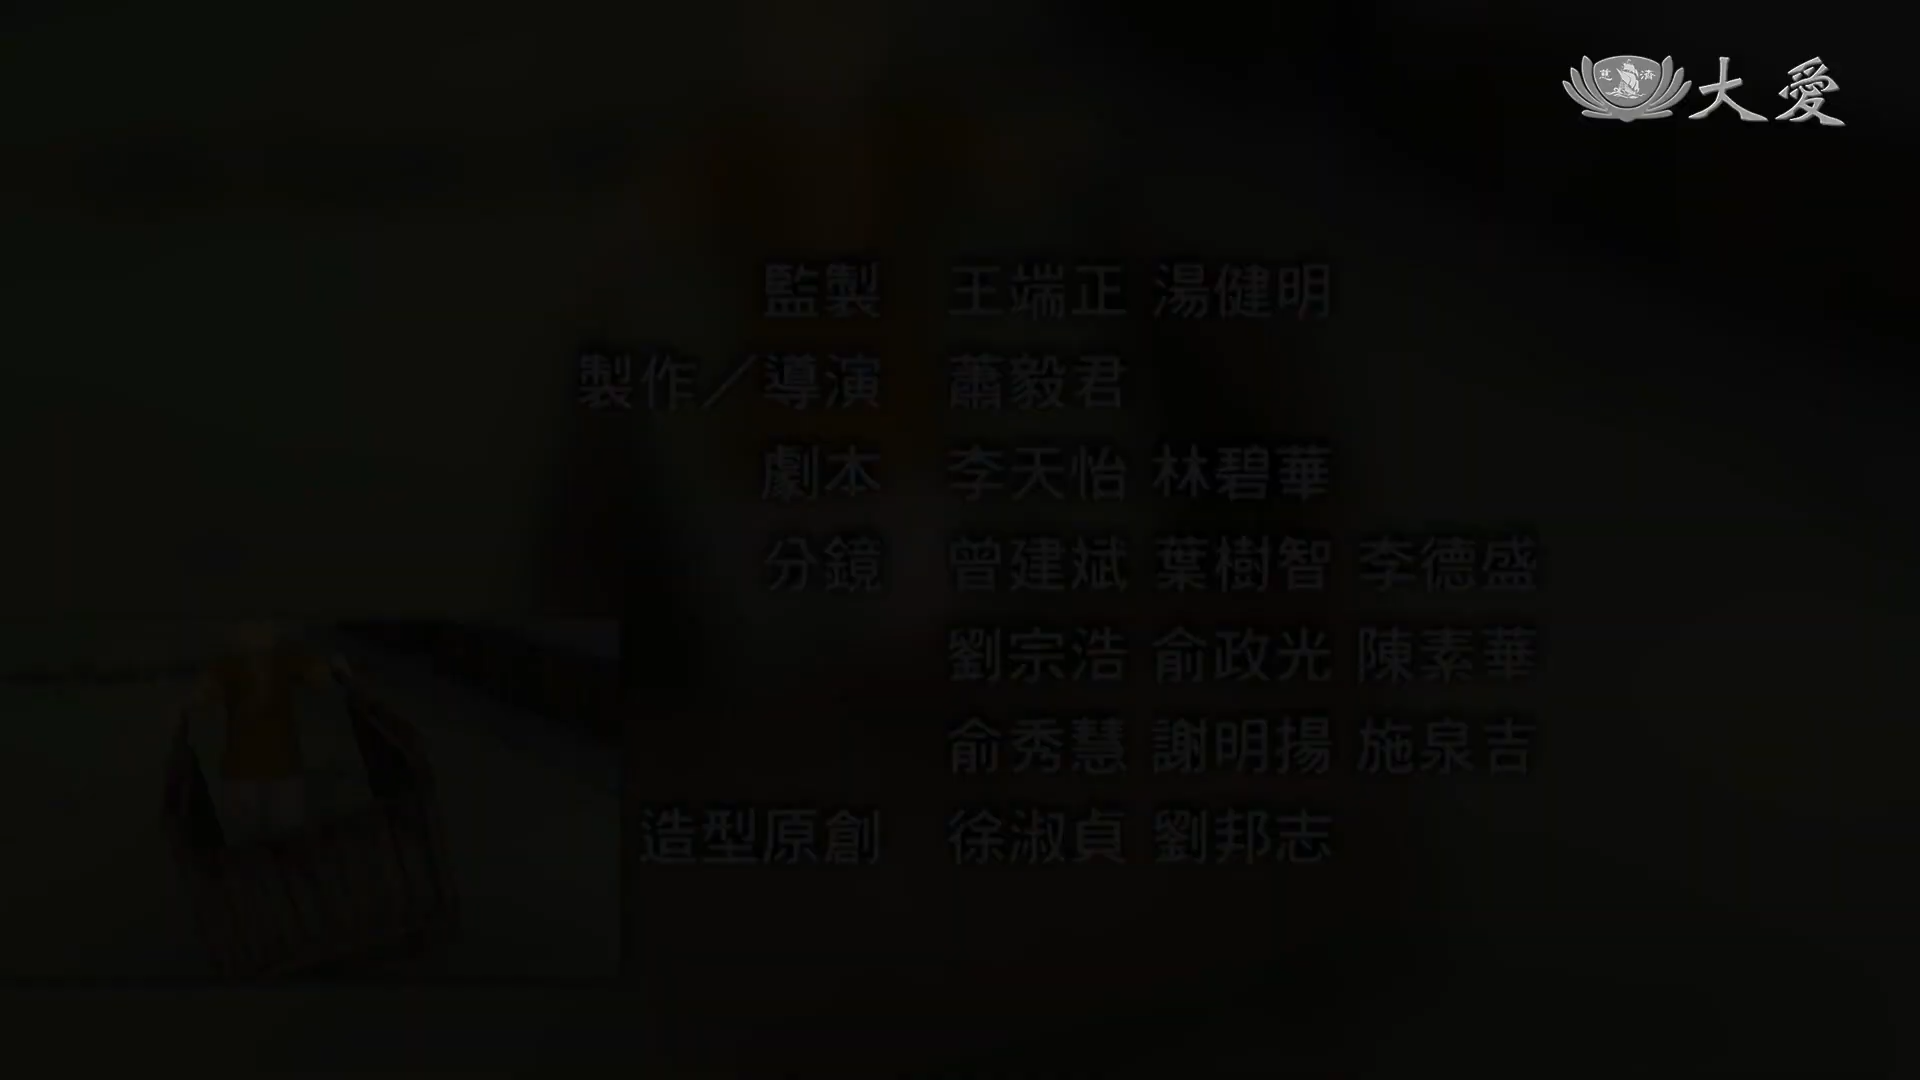 慈濟 大愛
監製 王端正 湯健明
製作／導演 蕭毅君
劇本 李天怡 林碧華
分鏡 曾建斌 葉樹智 李德盛
劉宗浩 俞政光 陳素華
俞秀慧 謝明揚 施泉吉
造型原創 徐淑貞 劉邦志